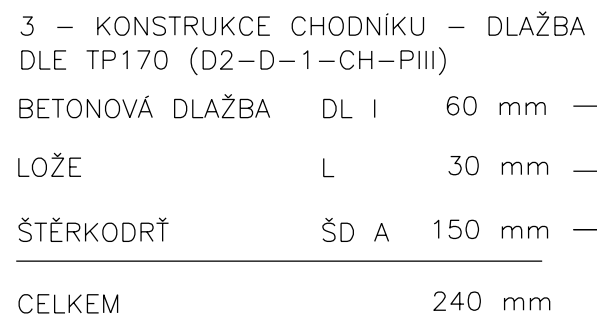 3 – KONSTRUKCE CHODNÍKU – DLAŽBA
DLE TP170 (D2–D–1–CH–PIII)
BETONOVÁ DLAŽBA DL I 60 mm
LOŽE L 30 mm
ŠTĚRKODRŤ ŠD A 150 mm
CELKEM 240 mm